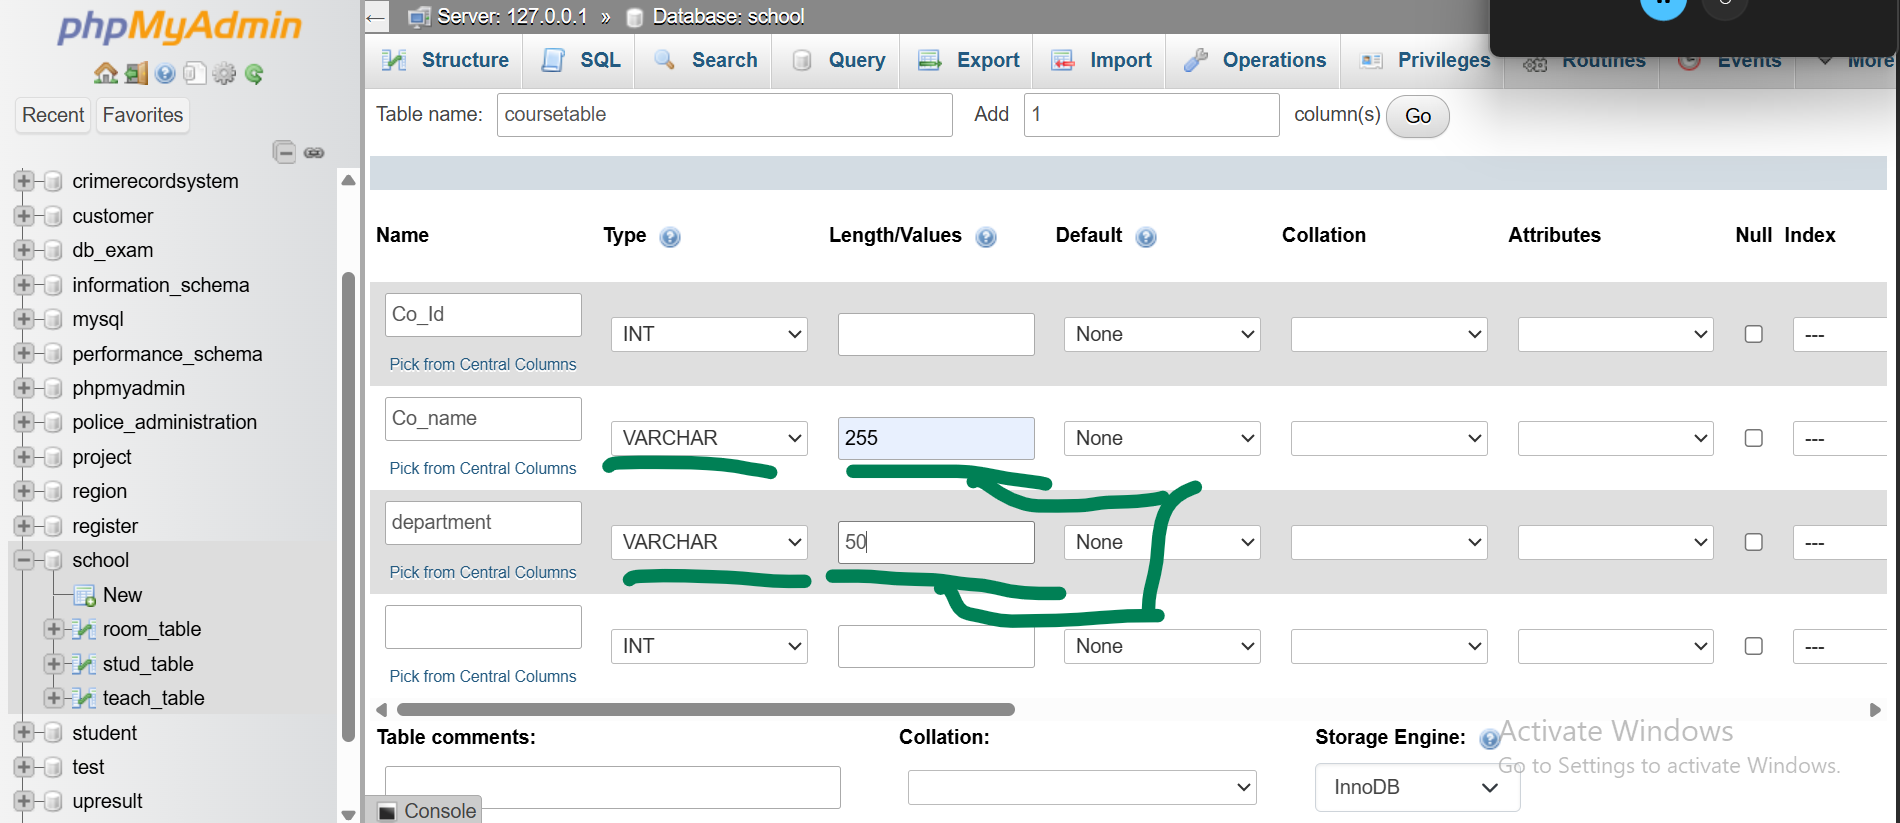 phpMyAdmin
Server: 127.0.0.1 » Database: school
Structure SQL Search Query Export Import Operations Privileges Routines Events More
Recent Favorites
Table name: coursetable Add 1 column(s) Go
crimerecordsystem
customer
db_exam
information_schema
mysql
performance_schema
phpmyadmin
police_administration
project
region
register
school
New
room_table
stud_table
teach_table
student
test
upresult
Name Type Length/Values Default Collation Attributes Null Index
Co_Id INT None ---
Pick from Central Columns
Co_name VARCHAR 255 None ---
Pick from Central Columns
department VARCHAR 50 None ---
Pick from Central Columns
INT None ---
Pick from Central Columns
Table comments: Collation: Storage Engine:
InnoDB
Console
Activate Windows
Go to Settings to activate Windows.